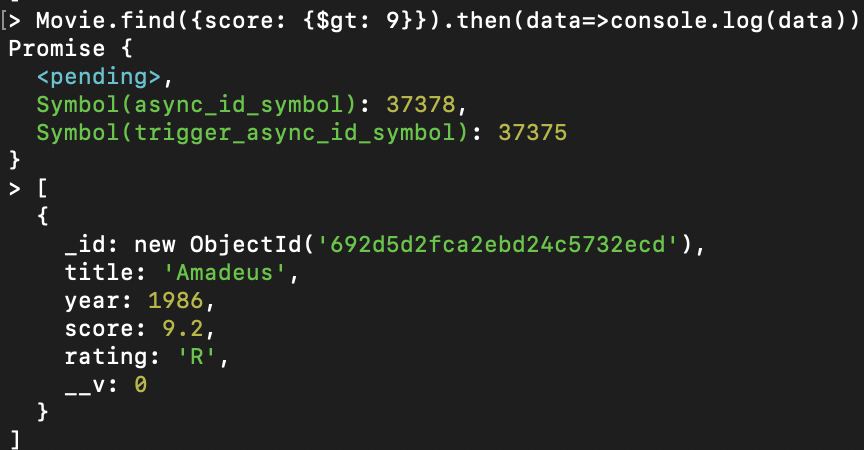 [> Movie.find({score: {$gt: 9}}).then(data=>console.log(data))
Promise {
  <pending>,
  Symbol(async_id_symbol): 37378,
  Symbol(trigger_async_id_symbol): 37375
}
> [
  {
    _id: new ObjectId('692d5d2fca2ebd24c5732ecd'),
    title: 'Amadeus',
    year: 1986,
    score: 9.2,
    rating: 'R',
    __v: 0
  }
]